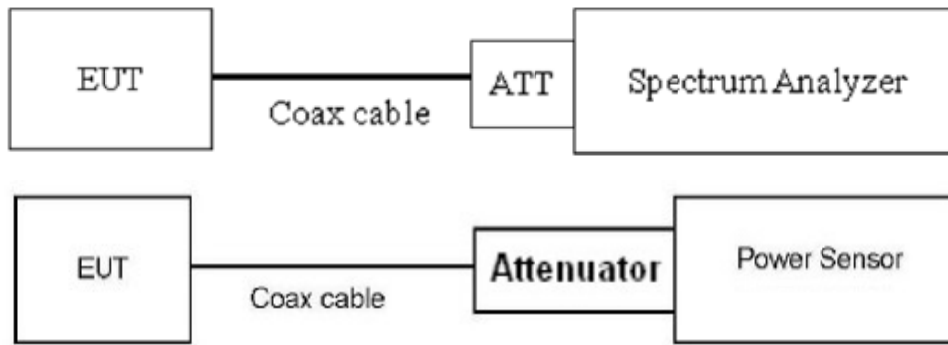 EUT
Coax cable
ATT
Spectrum Analyzer
EUT
Coax cable
Attenuator
Power Sensor